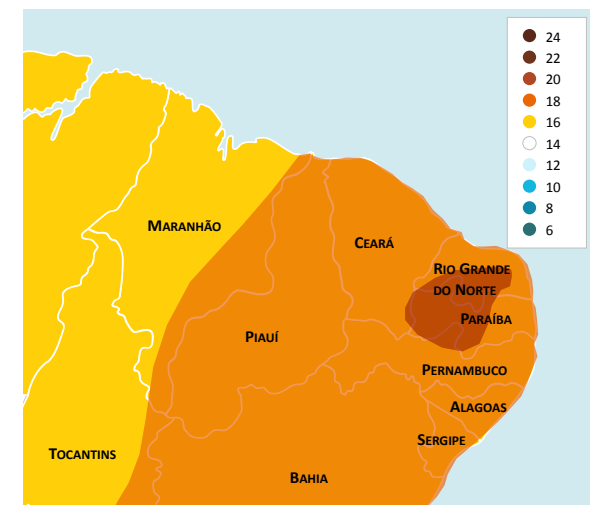 24
22
20
18
16
14
12
10
8
6
MARANHÃO
CEARÁ
RIO GRANDE
DO NORTE
PARAÍBA
PIAUÍ
PERNAMBUCO
ALAGOAS
SERGIPE
TOCANTINS
BAHIA